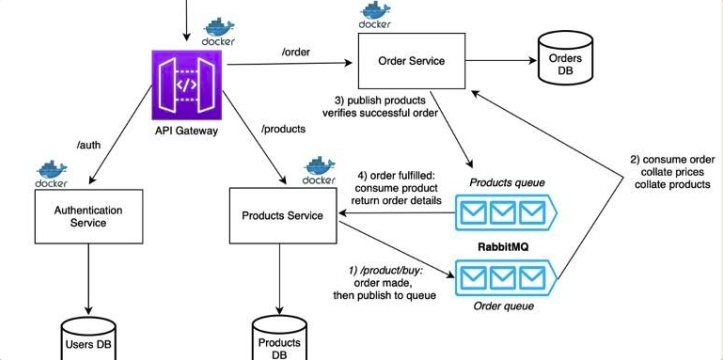 docker
docker
/order
Order Service
Orders
DB
</>
API Gateway
3) publish products
verifies successful order
/products
/auth
2) consume order
collate prices
collate products
docker
docker
4) order fulfilled:
consume product
return order details
Products queue
Authentication
Service
Products Service
RabbitMQ
1) /product/buy:
order made,
then publish to queue
Order queue
Users DB
Products
DB